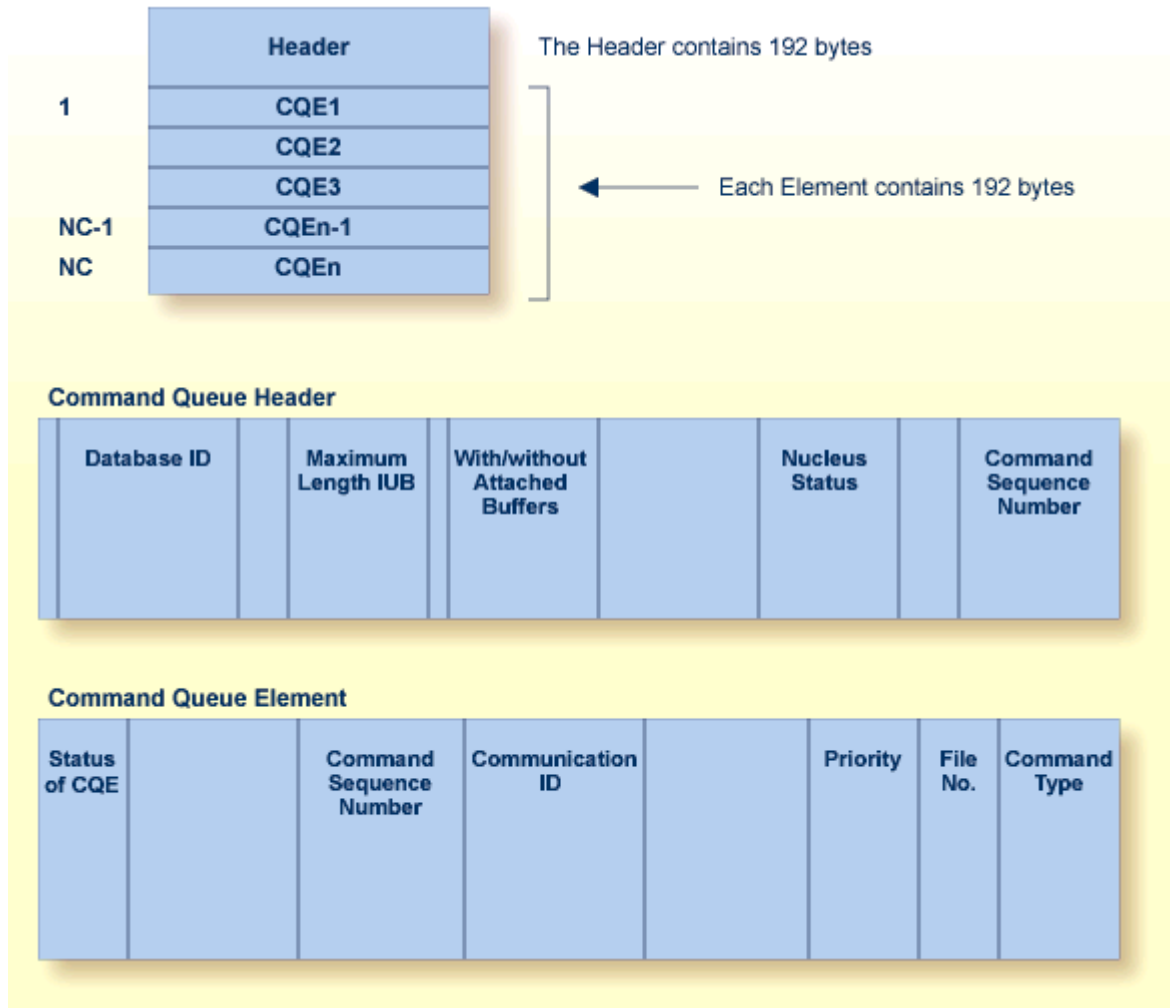 Header
The Header contains 192 bytes
1
CQE1
CQE2
CQE3
Each Element contains 192 bytes
NC-1
CQEn-1
NC
CQEn
Command Queue Header
Database ID
Maximum
Length IUB
With/without
Attached
Buffers
Nucleus
Status
Command
Sequence
Number
Command Queue Element
Status
of CQE
Command
Sequence
Number
Communication
ID
Priority
File
No.
Command
Type